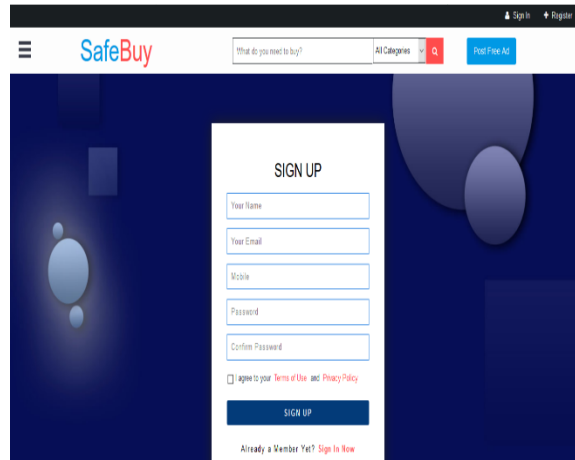 Sign In Register
SafeBuy What do you need to buy? All Categories Post Free Ad
SIGN UP
Your Name
Your Email
Mobile
Password
Confirm Password
I agree to your Terms of Use and Privacy Policy
SIGN UP
Already a Member Yet? Sign In Now